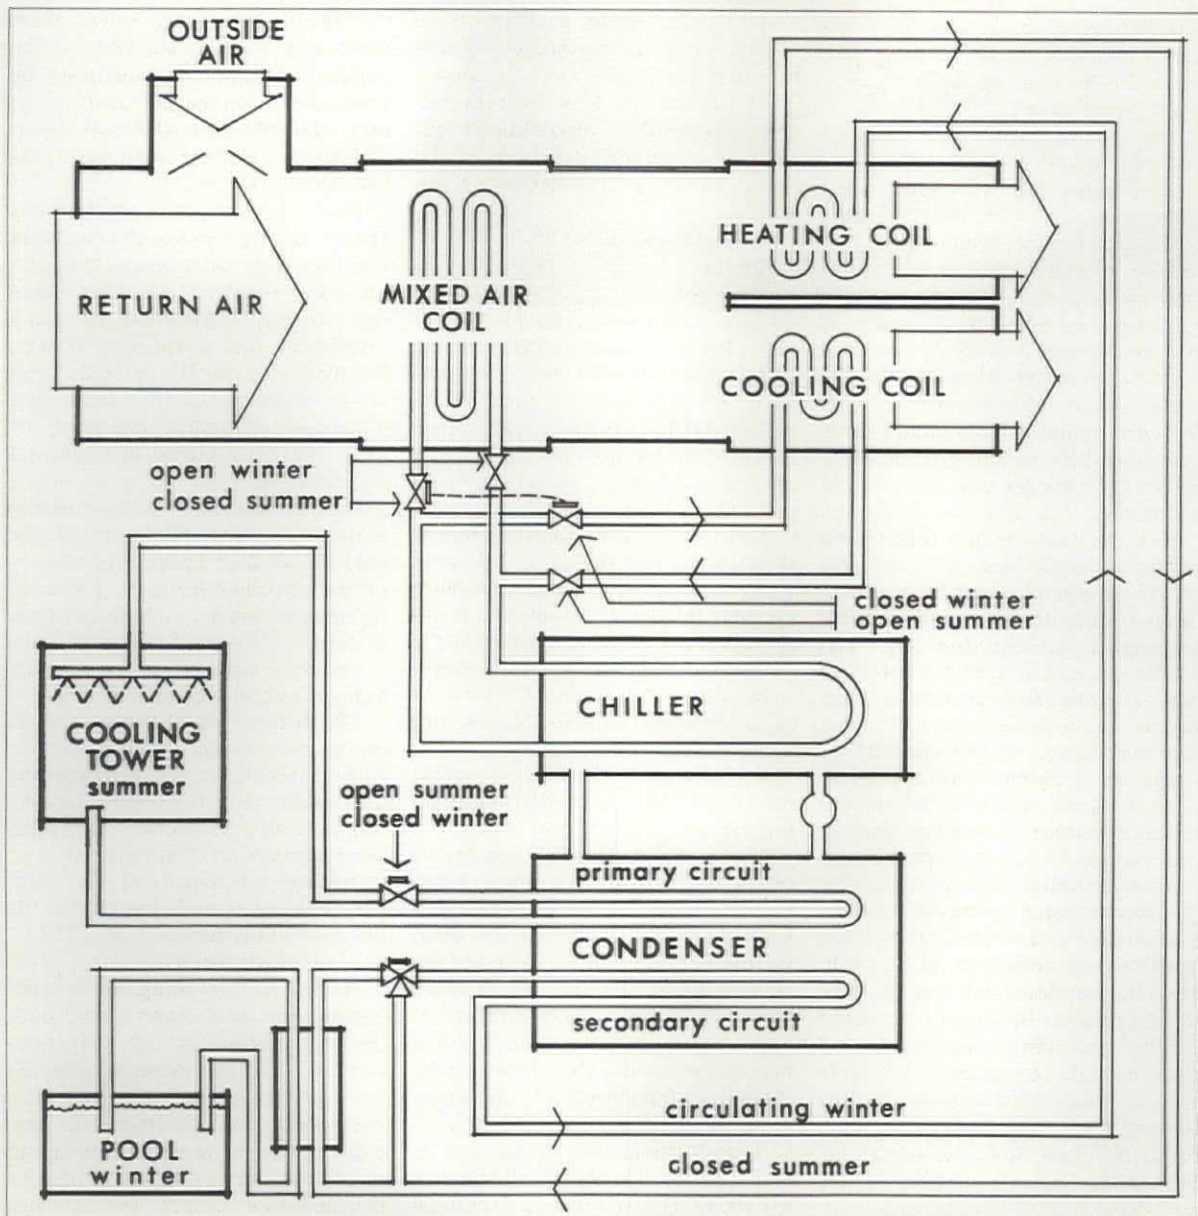 OUTSIDE
AIR
RETURN AIR
MIXED AIR
COIL
HEATING COIL
COOLING COIL
open winter
closed summer
closed winter
open summer
CHILLER
COOLING
TOWER
summer
open summer
closed winter
primary circuit
CONDENSER
secondary circuit
circulating winter
closed summer
POOL
winter